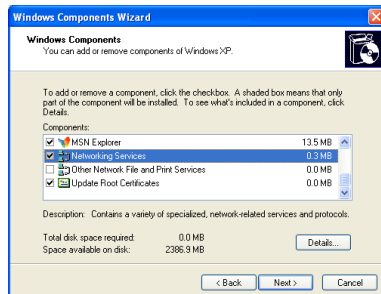 Windows Components Wizard
Windows Components
You can add or remove components of Windows XP.
To add or remove a component, click the checkbox. A shaded box means that only
part of the component will be installed. To see what's included in a component, click
Details.
Components:
MSN Explorer 13.5 MB
Networking Services 0.3 MB
Other Network File and Print Services 0.0 MB
Update Root Certificates 0.0 MB
Description: Contains a variety of specialized, network-related services and protocols.
Total disk space required: 0.0 MB
Space available on disk: 2386.9 MB
Details...
< Back Next > Cancel